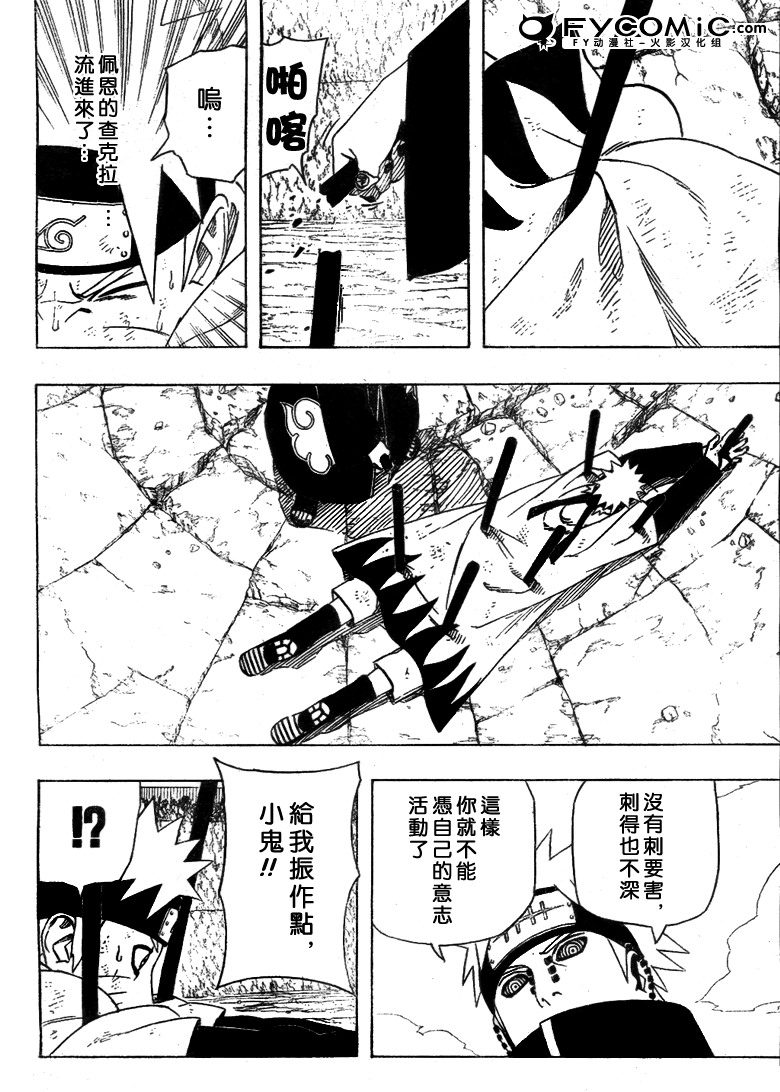 FYCOMiC.com
FY动漫社-火影汉化组
啪
喀
嗚…
佩恩的查克拉…
流進來了…
沒有刺要害，
刺得也不深
這樣
你就不能
憑自己的意志
活動了
給我振作點，
小鬼!!
!?